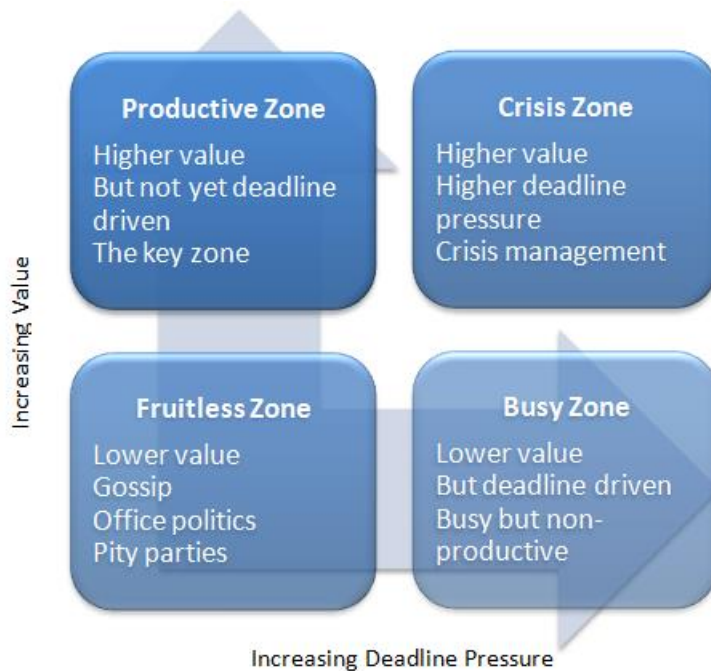 Productive Zone
Higher value
But not yet deadline
driven
The key zone
Crisis Zone
Higher value
Higher deadline
pressure
Crisis management
Increasing Value
Fruitless Zone
Lower value
Gossip
Office politics
Pity parties
Busy Zone
Lower value
But deadline driven
Busy but non-
productive
Increasing Deadline Pressure